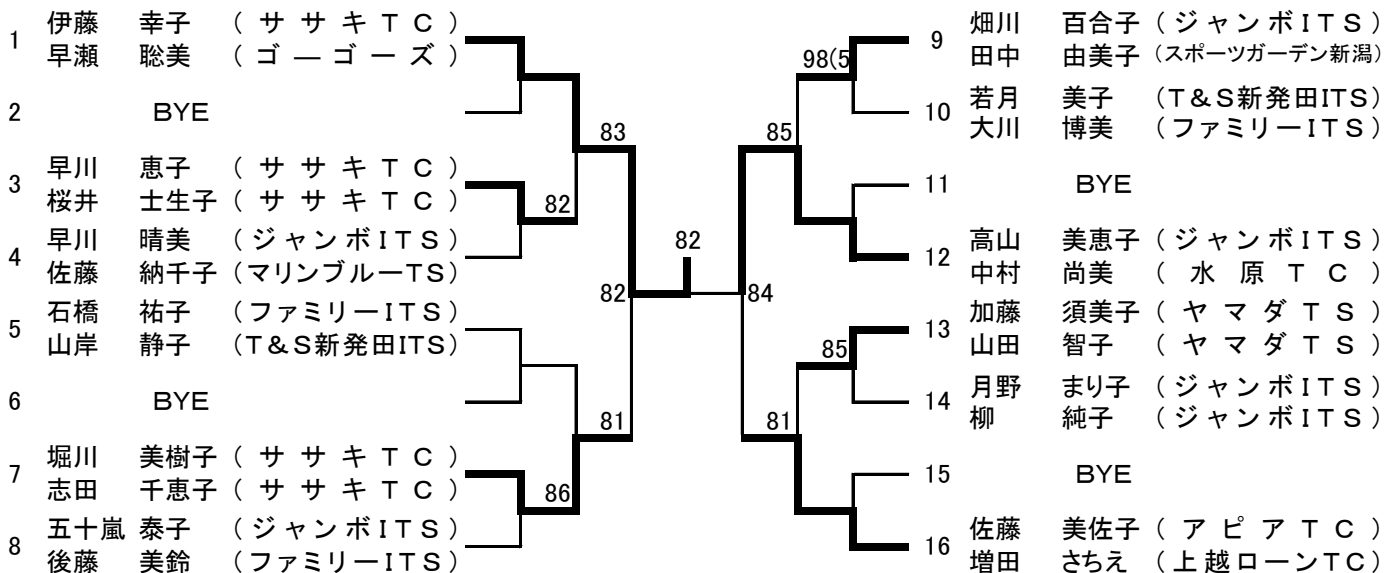 1 伊藤 幸子 (ササキTC)
早瀬 聡美 (ゴ―ゴーズ)
2 BYE
3 早川 恵子 (ササキTC)
桜井 士生子 (ササキTC)
4 早川 晴美 (ジャンボITS)
佐藤 納千子 (マリンブルーTS)
5 石橋 祐子 (ファミリーITS)
山岸 静子 (T&S新発田ITS)
6 BYE
7 堀川 美樹子 (ササキTC)
志田 千恵子 (ササキTC)
8 五十嵐 泰子 (ジャンボITS)
後藤 美鈴 (ファミリーITS)
83
82
82
81
86
82
98(5
85
84
85
81
9 畑川 百合子 (ジャンボITS)
田中 由美子 (スポーツガーデン新潟)
10 若月 美子 (T&S新発田ITS)
大川 博美 (ファミリーITS)
11 BYE
12 高山 美恵子 (ジャンボITS)
中村 尚美 (水原TC)
13 加藤 須美子 (ヤマダTS)
山田 智子 (ヤマダTS)
14 月野 まり子 (ジャンボITS)
柳 純子 (ジャンボITS)
15 BYE
16 佐藤 美佐子 (アピアTC)
増田 さちえ (上越ローンTC)